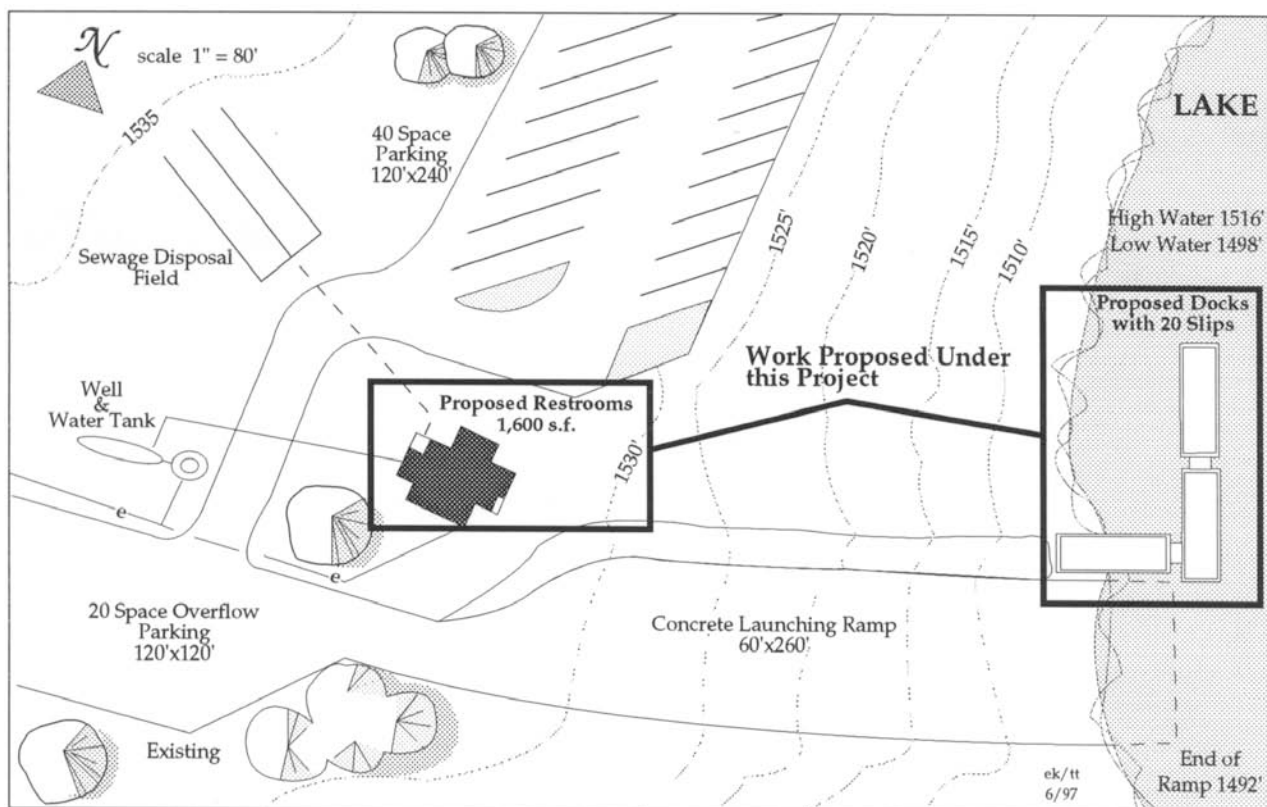 N
scale 1" = 80'
1535
40 Space
Parking
120'x240'
LAKE
High Water 1516'
Low Water 1498'
1525'
1520'
1515'
1510'
Sewage Disposal
Field
Proposed Docks
with 20 Slips
Work Proposed Under
this Project
Well
&
Water Tank
Proposed Restrooms
1,600 s.f.
1530'
e
e
20 Space Overflow
Parking
120'x120'
Concrete Launching Ramp
60'x260'
Existing
ek/tt
6/97
End of
Ramp 1492'